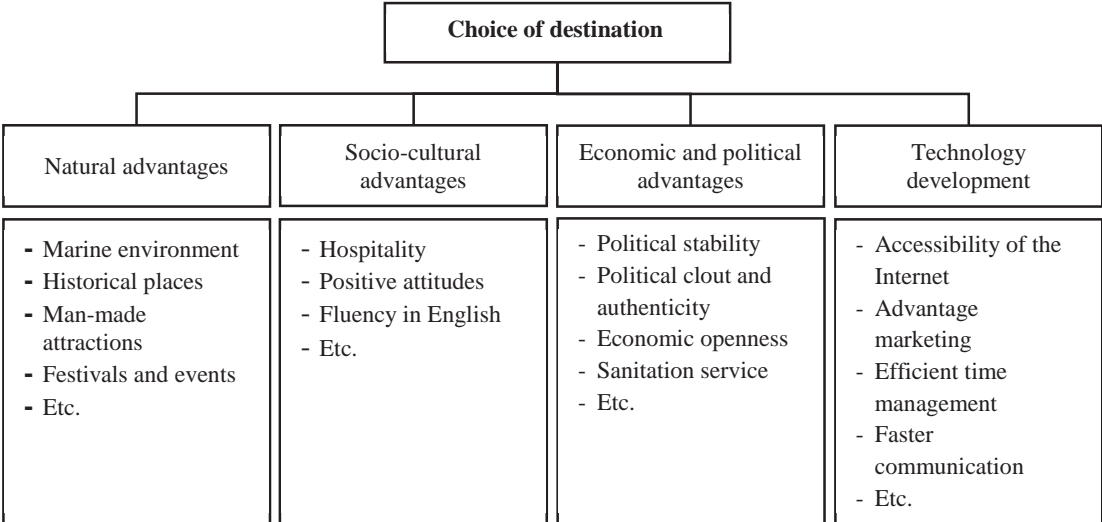 Choice of destination
Natural advantages
- Marine environment
- Historical places
- Man-made
attractions
- Festivals and events
- Etc.
Socio-cultural
advantages
- Hospitality
- Positive attitudes
- Fluency in English
- Etc.
Economic and political
advantages
- Political stability
- Political clout and
authenticity
- Economic openness
- Sanitation service
- Etc.
Technology
development
- Accessibility of the
Internet
- Advantage
marketing
- Efficient time
management
- Faster
communication
- Etc.